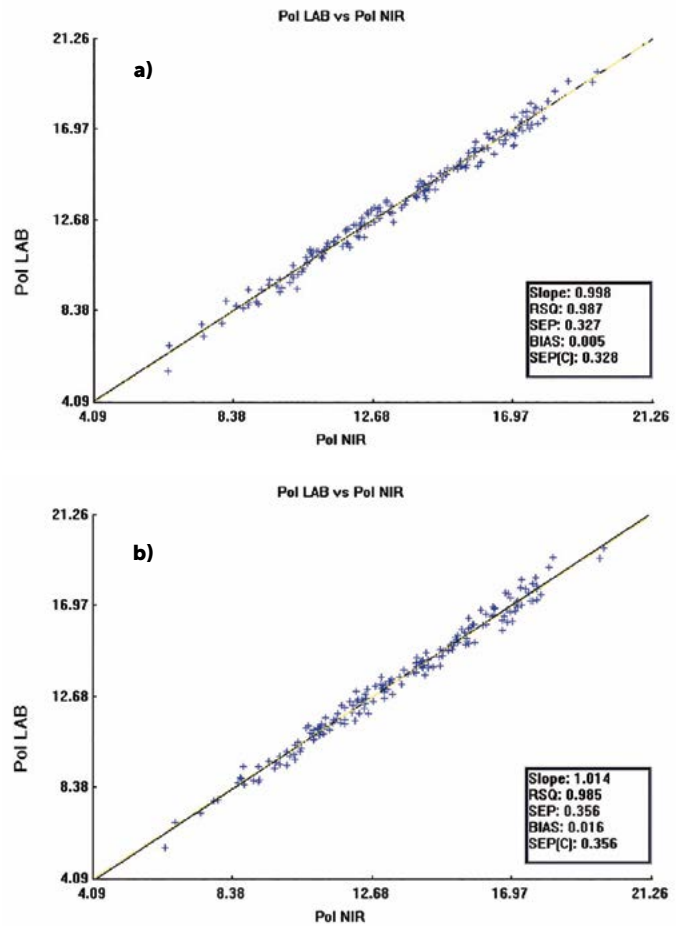 Pol LAB vs Pol NIR
a)
21.26
16.97
12.68
8.38
4.09
Pol LAB
Slope: 0.998
RSQ: 0.987
SEP: 0.327
BIAS: 0.005
SEP(C): 0.328
4.09 8.38 12.68 16.97 21.26
Pol NIR
Pol LAB vs Pol NIR
b)
21.26
16.97
12.68
8.38
4.09
Pol LAB
Slope: 1.014
RSQ: 0.985
SEP: 0.356
BIAS: 0.016
SEP(C): 0.356
4.09 8.38 12.68 16.97 21.26
Pol NIR